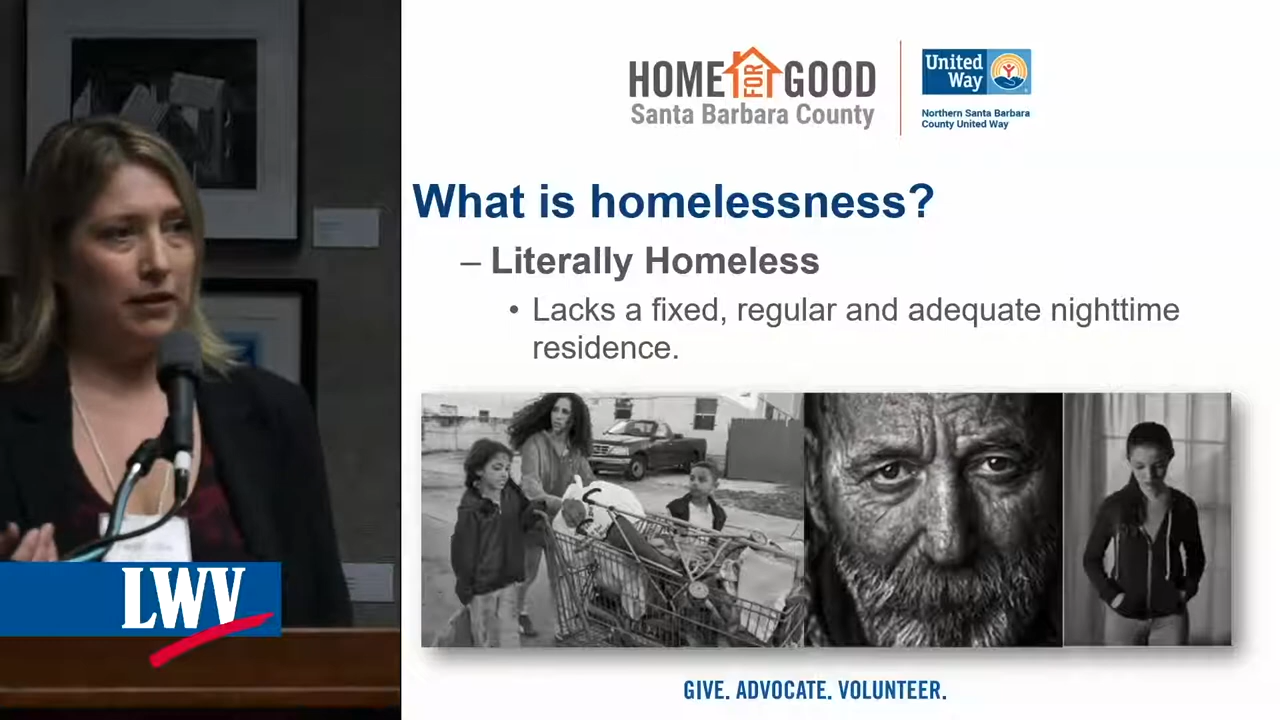 HOME FOR GOOD
Santa Barbara County
United
Way
Northern Santa Barbara
County United Way
What is homelessness?
– Literally Homeless
• Lacks a fixed, regular and adequate nighttime
residence.
LWV
GIVE. ADVOCATE. VOLUNTEER.